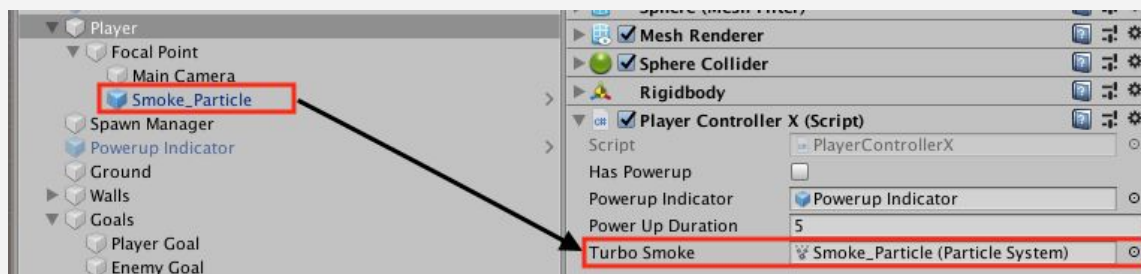 Player
Focal Point
Main Camera
Smoke_Particle
Spawn Manager
Powerup Indicator
Ground
Walls
Goals
Player Goal
Enemy Goal
Mesh Renderer
Sphere Collider
Rigidbody
c# Player Controller X (Script)
Script PlayerControllerX
Has Powerup
Powerup Indicator Powerup Indicator
Power Up Duration 5
Turbo Smoke Smoke_Particle (Particle System)